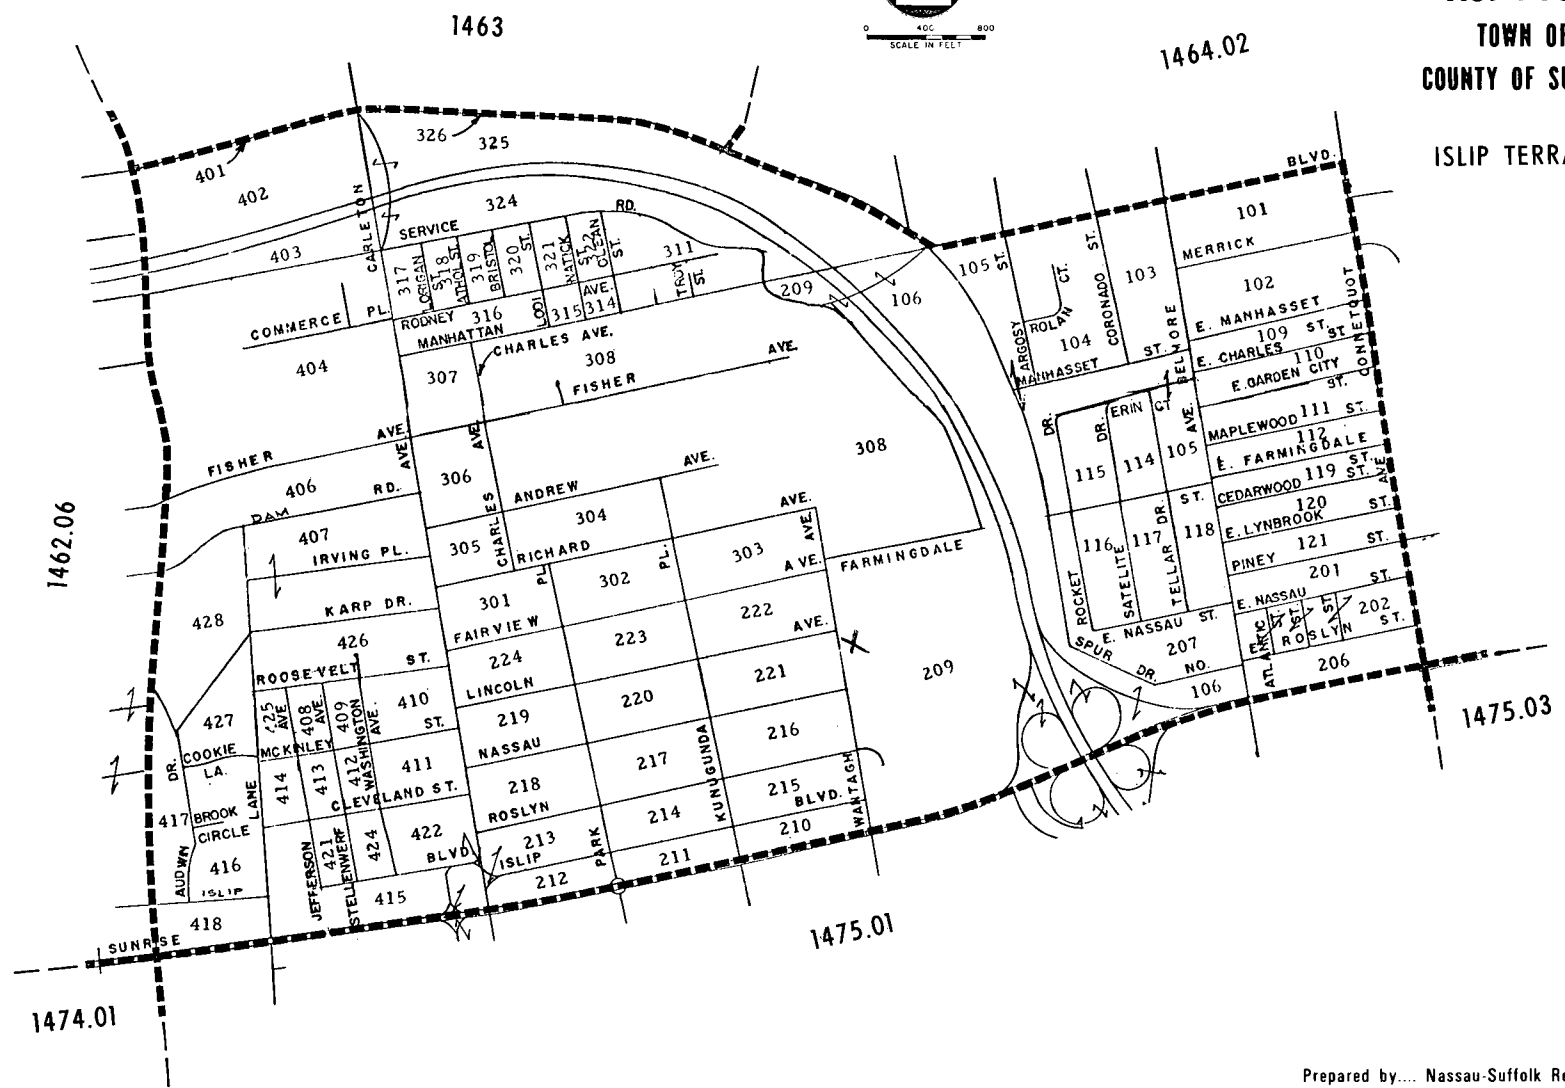 1463
0 400 800
SCALE IN FEET
1464.02
TOWN OF
COUNTY OF SU
ISLIP TERRA
326
325
401
402
403
CARLETON
324
SERVICE
RD.
BLVD.
101
MERRICK
102
103
105
ST.
ST.
CORONADO
ROLAN
CT.
104
ARGOSY
MANHASSET
ST.
BELMORE
AVE.
E. MANHASSET
ST.
109
E. CHARLES
ST
110
E. GARDEN CITY
ST.
CONNETQUOT
AVE
MAPLEWOOD
111
ST.
112
E. FARMINGDALE
ST.
CEDARWOOD
119
ST.
120
E. LYNBROOK
ST.
PINEY
121
ST.
201
E. NASSAU
ST.
202
E.
ROSLYN
ST.
ST.
ST.
ATLANTIC
206
317
LORIGAN
ST.
318
ATHOL ST.
319
BRISTOL
320
ST.
321
NATICK
ST.
322
CLEAN
ST.
311
TROY
ST.
209
106
COMMERCE
PL.
RODNEY
316
LODI
315
AVE.
314
MANHATTAN
CHARLES AVE.
308
307
404
FISHER
AVE.
FISHER
AVE.
AVE.
406
DAM
RD.
407
IRVING PL.
306
CHARLES
AVE.
ANDREW
AVE.
308
304
305
RICHARD
AVE.
PL.
302
PL.
303
AVE.
AVE.
FARMINGDALE
DR.
DR.
ERIN
CT
115
114
105
116
117
118
ST.
ROCKET
SATELITE
TELLAR
DR.
E. NASSAU
ST.
207
SPUR
DR.
NO.
106
1462.06
428
KARP DR.
301
FAIRVIEW
222
AVE.
426
223
224
ROOSEVELT
ST.
LINCOLN
221
209
427
425
AVE
408
AVE.
409
WASHINGTON
AVE.
410
ST.
220
219
NASSAU
216
COOKIE
LA.
MCKINLEY
414
413
412
411
CLEVELAND ST.
217
218
KUNUGUNDA
215
BLVD.
WANTAGH
DR.
LANE
417
BROOK
CIRCLE
ROSLYN
214
210
416
AUDWIN
ISLIP
JEFFERSON
421
STELLENWERF
424
422
BLVD
213
ISLIP
PARK
211
212
415
418
SUNRISE
1475.03
1475.01
1474.01
Prepared by.... Nassau-Suffolk R